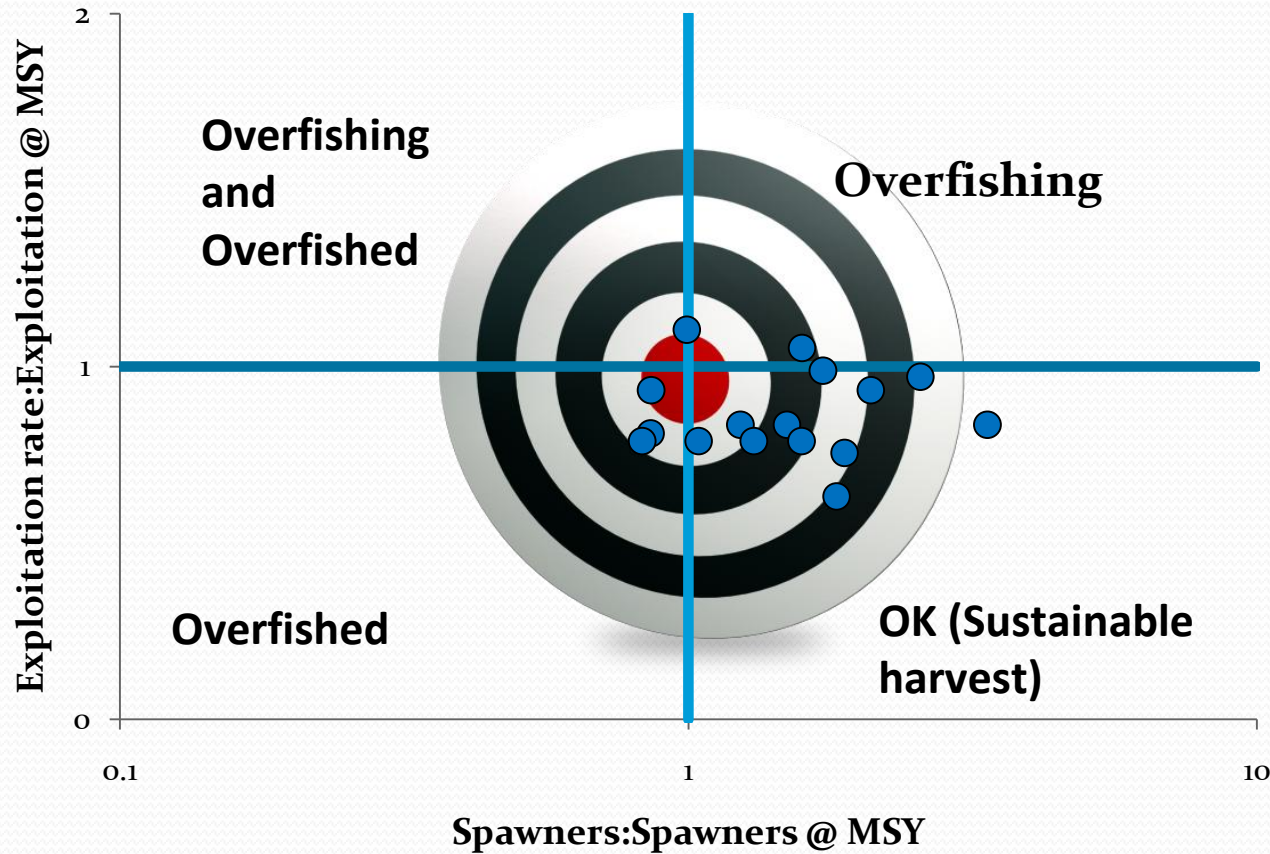 Exploitation rate:Exploitation @ MSY
2
1
0
Overfishing
and
Overfished
Overfishing
Overfished
OK (Sustainable
harvest)
0.1
1
10
Spawners:Spawners @ MSY